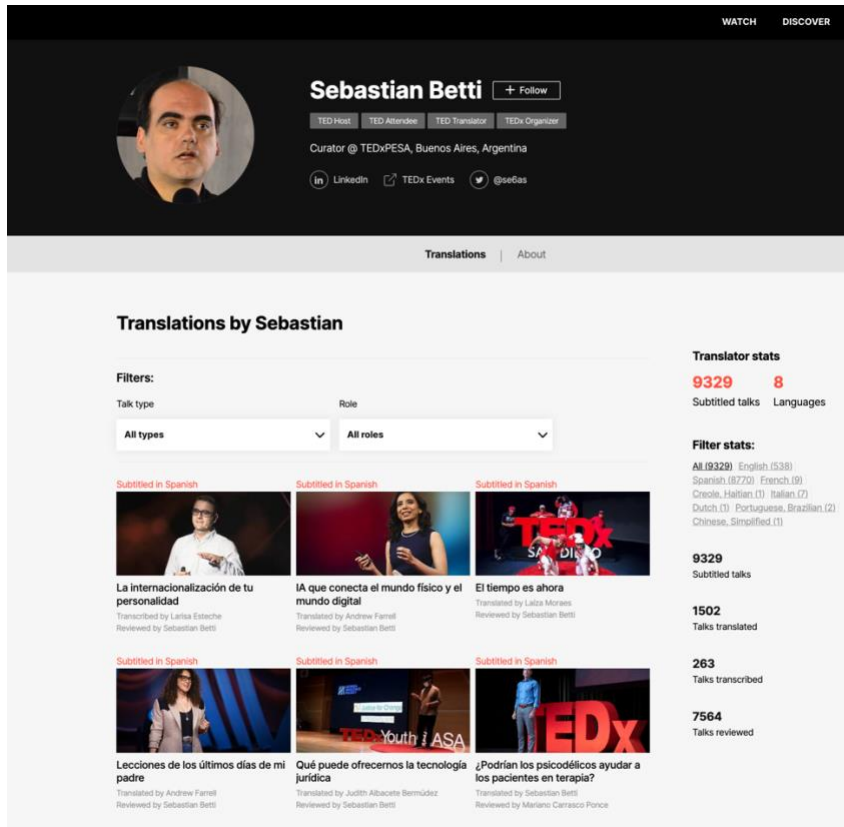 WATCH DISCOVER
Sebastian Betti + Follow
TED Host TED Attendee TED Translator TEDx Organizer
Curator @ TEDxPESA, Buenos Aires, Argentina
in LinkedIn TEDx Events @se6as
Translations | About
Translations by Sebastian
Filters:
Talk type Role
All types All roles
Subtitled in Spanish
La internacionalización de tu
personalidad
Transcribed by Larisa Esteche
Reviewed by Sebastian Betti
Subtitled in Spanish
IA que conecta el mundo físico y el
mundo digital
Translated by Andrew Farrell
Reviewed by Sebastian Betti
Subtitled in Spanish
TEDx
El tiempo es ahora
Translated by Laiza Moraes
Reviewed by Sebastian Betti
Subtitled in Spanish
Lecciones de los últimos días de mi
padre
Translated by Andrew Farrell
Reviewed by Sebastian Betti
Subtitled in Spanish
TEDx Youth ASA
Qué puede ofrecernos la tecnología
jurídica
Translated by Judith Albacete Bermúdez
Reviewed by Sebastian Betti
Subtitled in Spanish
EDx
¿Podrían los psicodélicos ayudar a
los pacientes en terapia?
Translated by Sebastian Betti
Reviewed by Mariano Carrasco Ponce
Translator stats
9329 8
Subtitled talks Languages
Filter stats:
All (9329) English (538)
Spanish (8770) French (9)
Creole, Haitian (1) Italian (7)
Dutch (1) Portuguese, Brazilian (2)
Chinese, Simplified (1)
9329
Subtitled talks
1502
Talks translated
263
Talks transcribed
7564
Talks reviewed